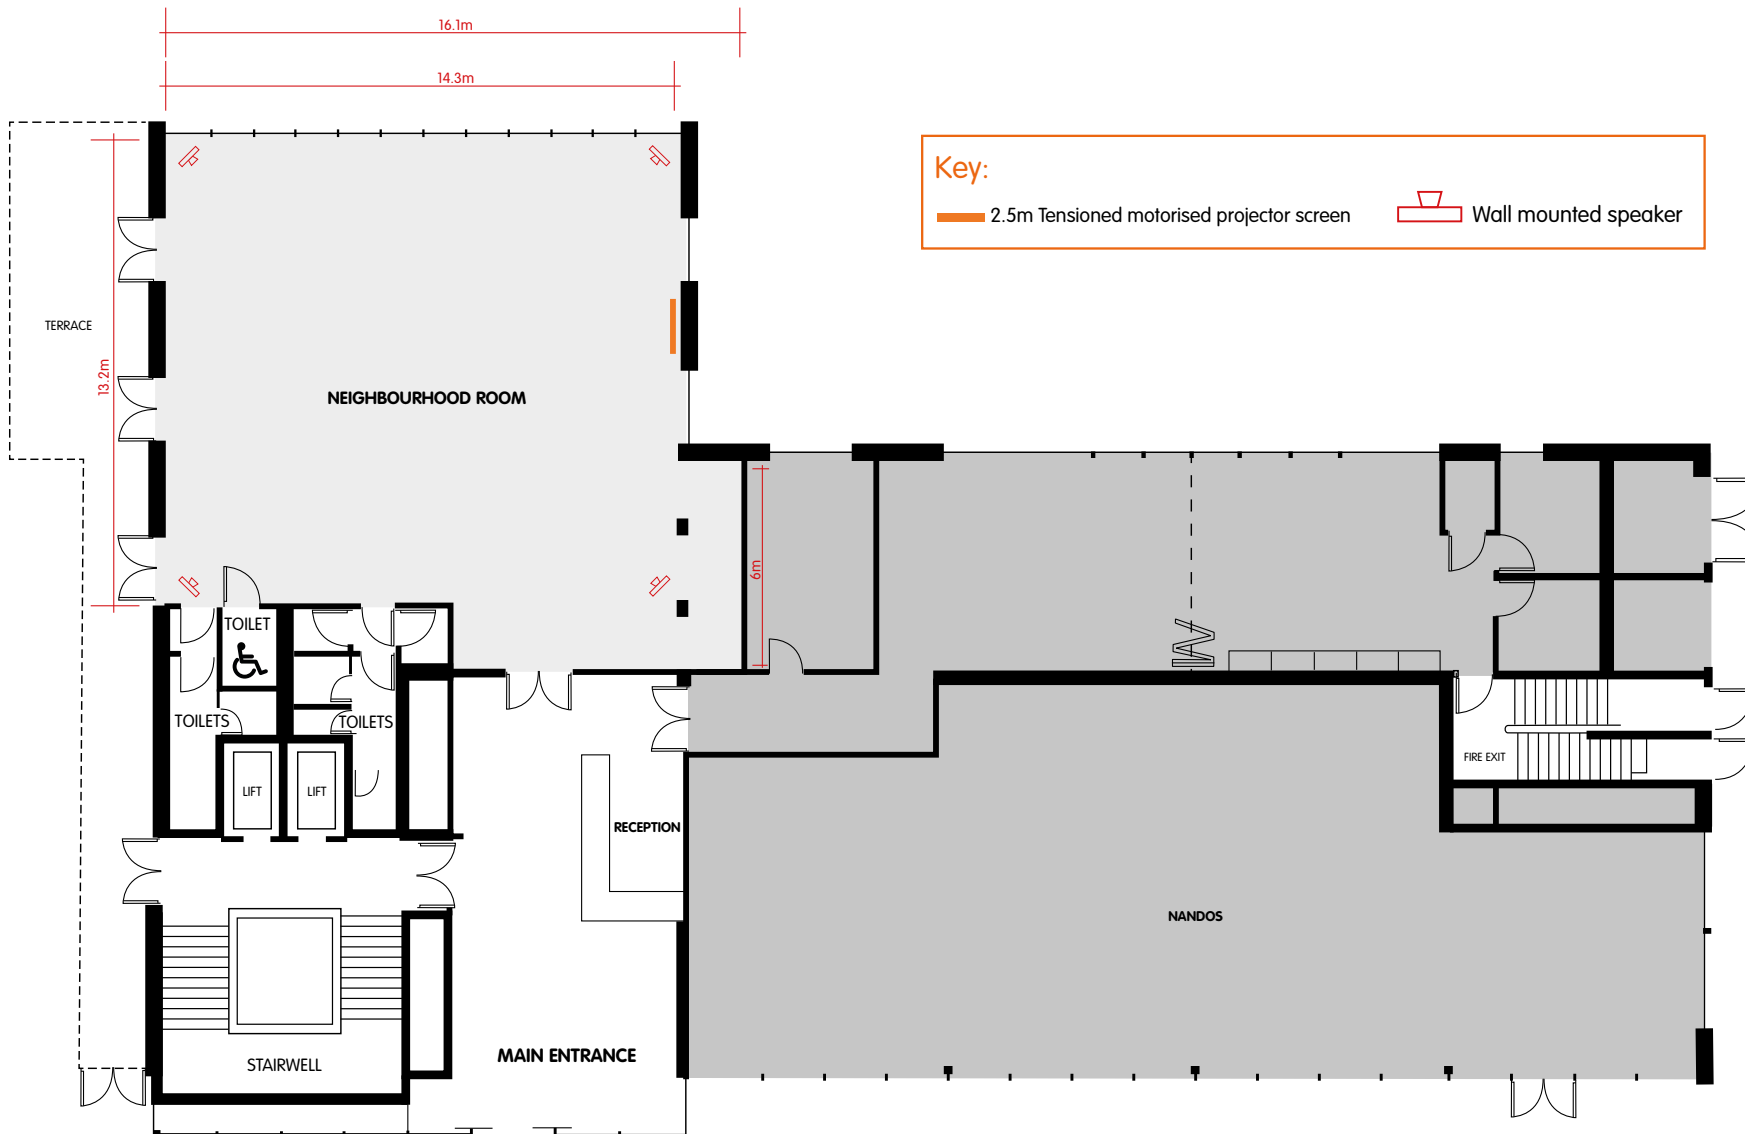 16.1m
14.3m
Key:
2.5m Tensioned motorised projector screen
Wall mounted speaker
TERRACE
13.2m
NEIGHBOURHOOD ROOM
6m
TOILET
TOILETS
TOILETS
LIFT
LIFT
FIRE EXIT
RECEPTION
NANDOS
MAIN ENTRANCE
STAIRWELL